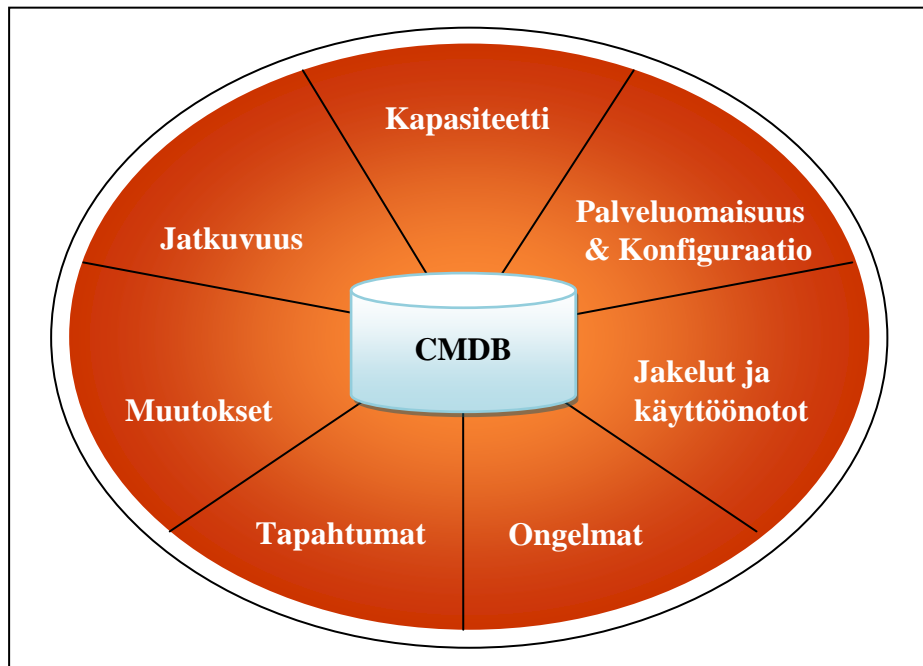 Kapasiteetti
Palveluomaisuus
& Konfiguraatio
Jatkuvuus
CMDB
Jakelut ja
käyttöönotot
Muutokset
Tapahtumat
Ongelmat